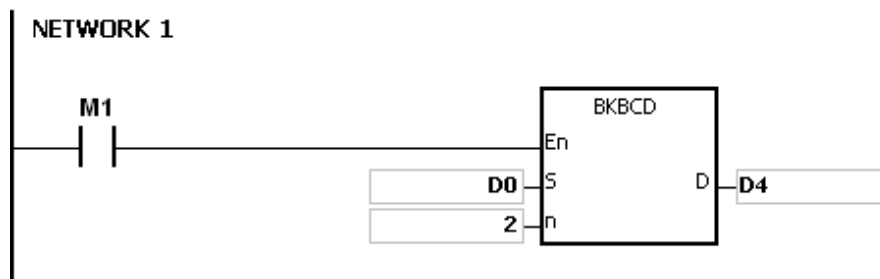 NETWORK 1
M1
BKBCD
En
D0 S D D4
2 n